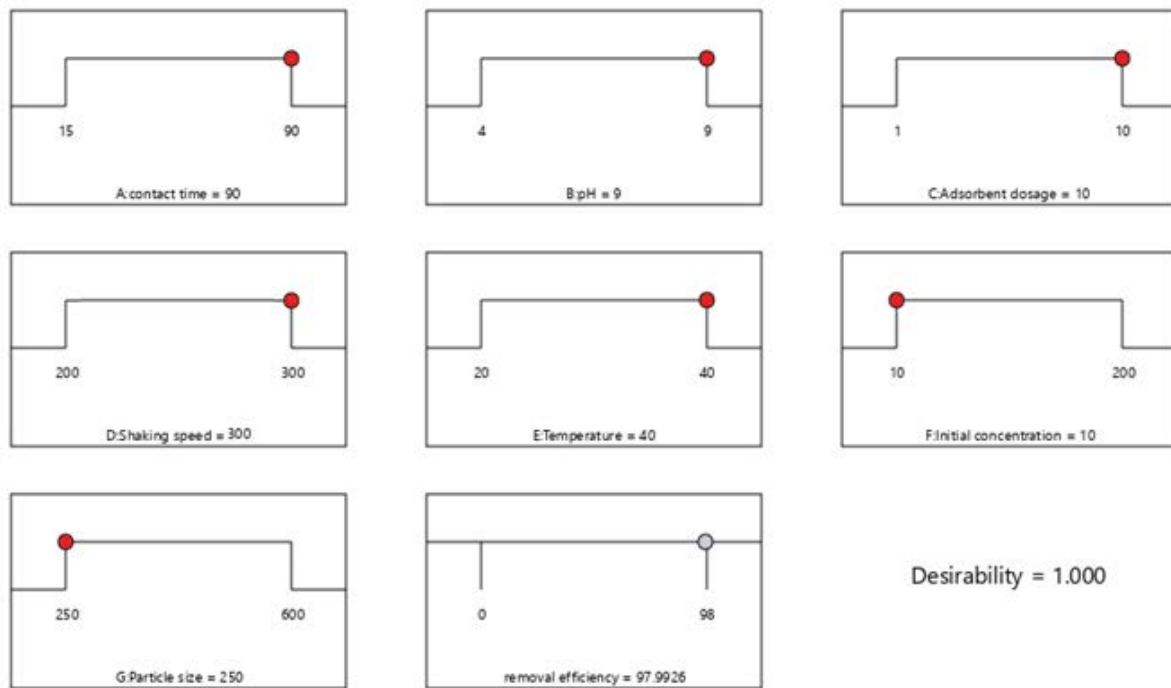 15 90
A:contact time = 90
4 9
B:pH = 9
1 10
C:Adsorbent dosage = 10
200 300
D:Shaking speed = 300
20 40
E:Temperature = 40
10 200
F:Initial concentration = 10
250 600
G:Particle size = 250
0 98
removal efficiency = 97.9926
Desirability = 1.000